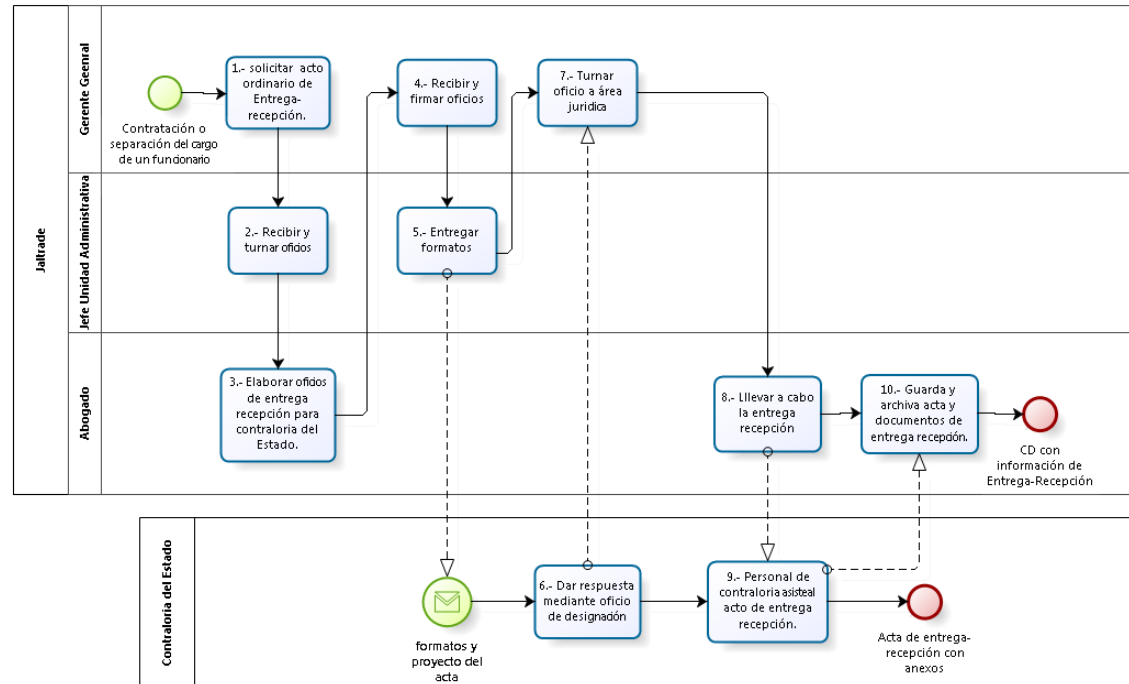 Jaltrade
Gerente Geenral
Contratación o
separación del cargo
de un funcionario
1.- solicitar acto
ordinario de
Entrega-
recepción.
4.- Recibir y
firmar oficios
7.- Turnar
oficio a área
juridica
Jefe Unidad Administrativa
2.- Recibir y
turnar oficios
5.- Entregar
formatos
Abogado
3.- Elaborar oficios
de entrega
recepción para
contraloria del
Estado.
8.- Lllevar a cabo
la entrega
recepción
10.- Guarda y
archiva acta y
documentos de
entrega recepción.
CD con
información de
Entrega-Recepción
Contraloria del Estado
formatos y
proyecto del
acta
6.- Dar respuesta
mediante oficio
de designación
9.- Personal de
contraloria asiste al
acto de entrega
recepción.
Acta de entrega-
recepción con
anexos